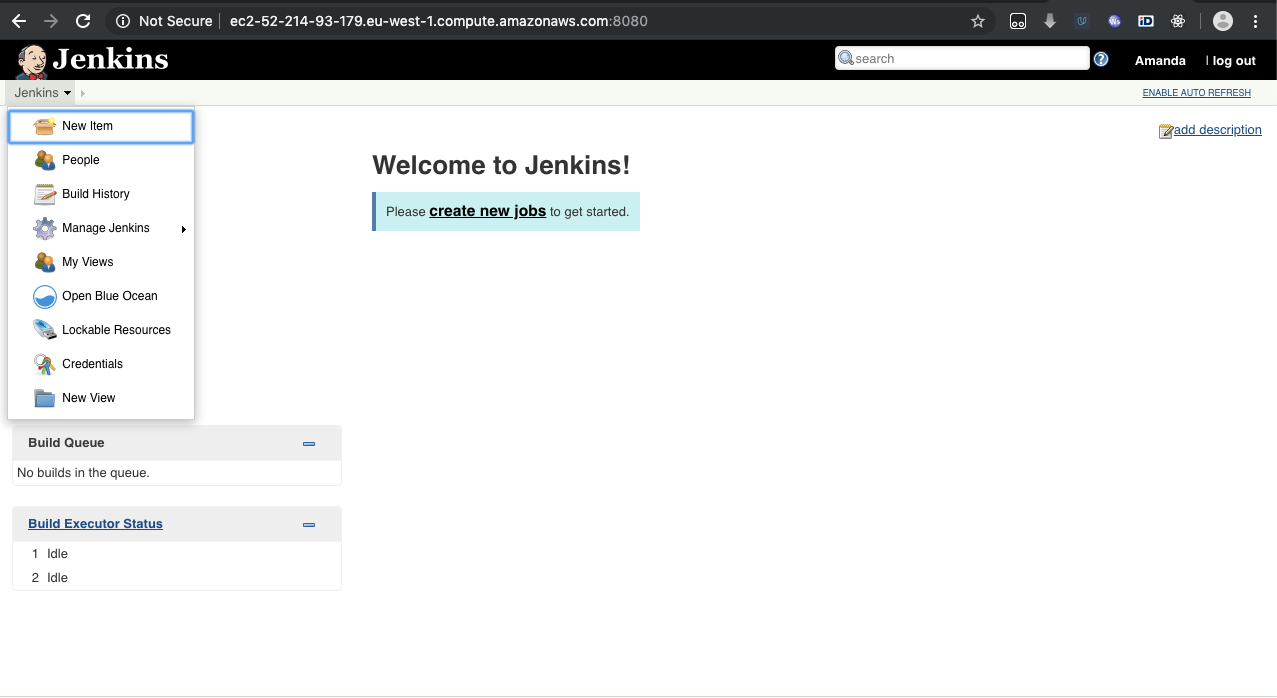 Not Secure ec2-52-214-93-179.eu-west-1.compute.amazonaws.com:8080
Jenkins search Amanda log out
Jenkins ENABLE AUTO REFRESH
New Item
add description
People
Welcome to Jenkins!
Build History
Please create new jobs to get started.
Manage Jenkins
My Views
Open Blue Ocean
Lockable Resources
Credentials
New View
Build Queue
No builds in the queue.
Build Executor Status
1 Idle
2 Idle